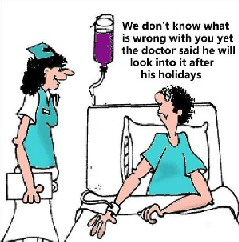 We don't know what
is wrong with you yet
the doctor said he will
look into it after
his holidays